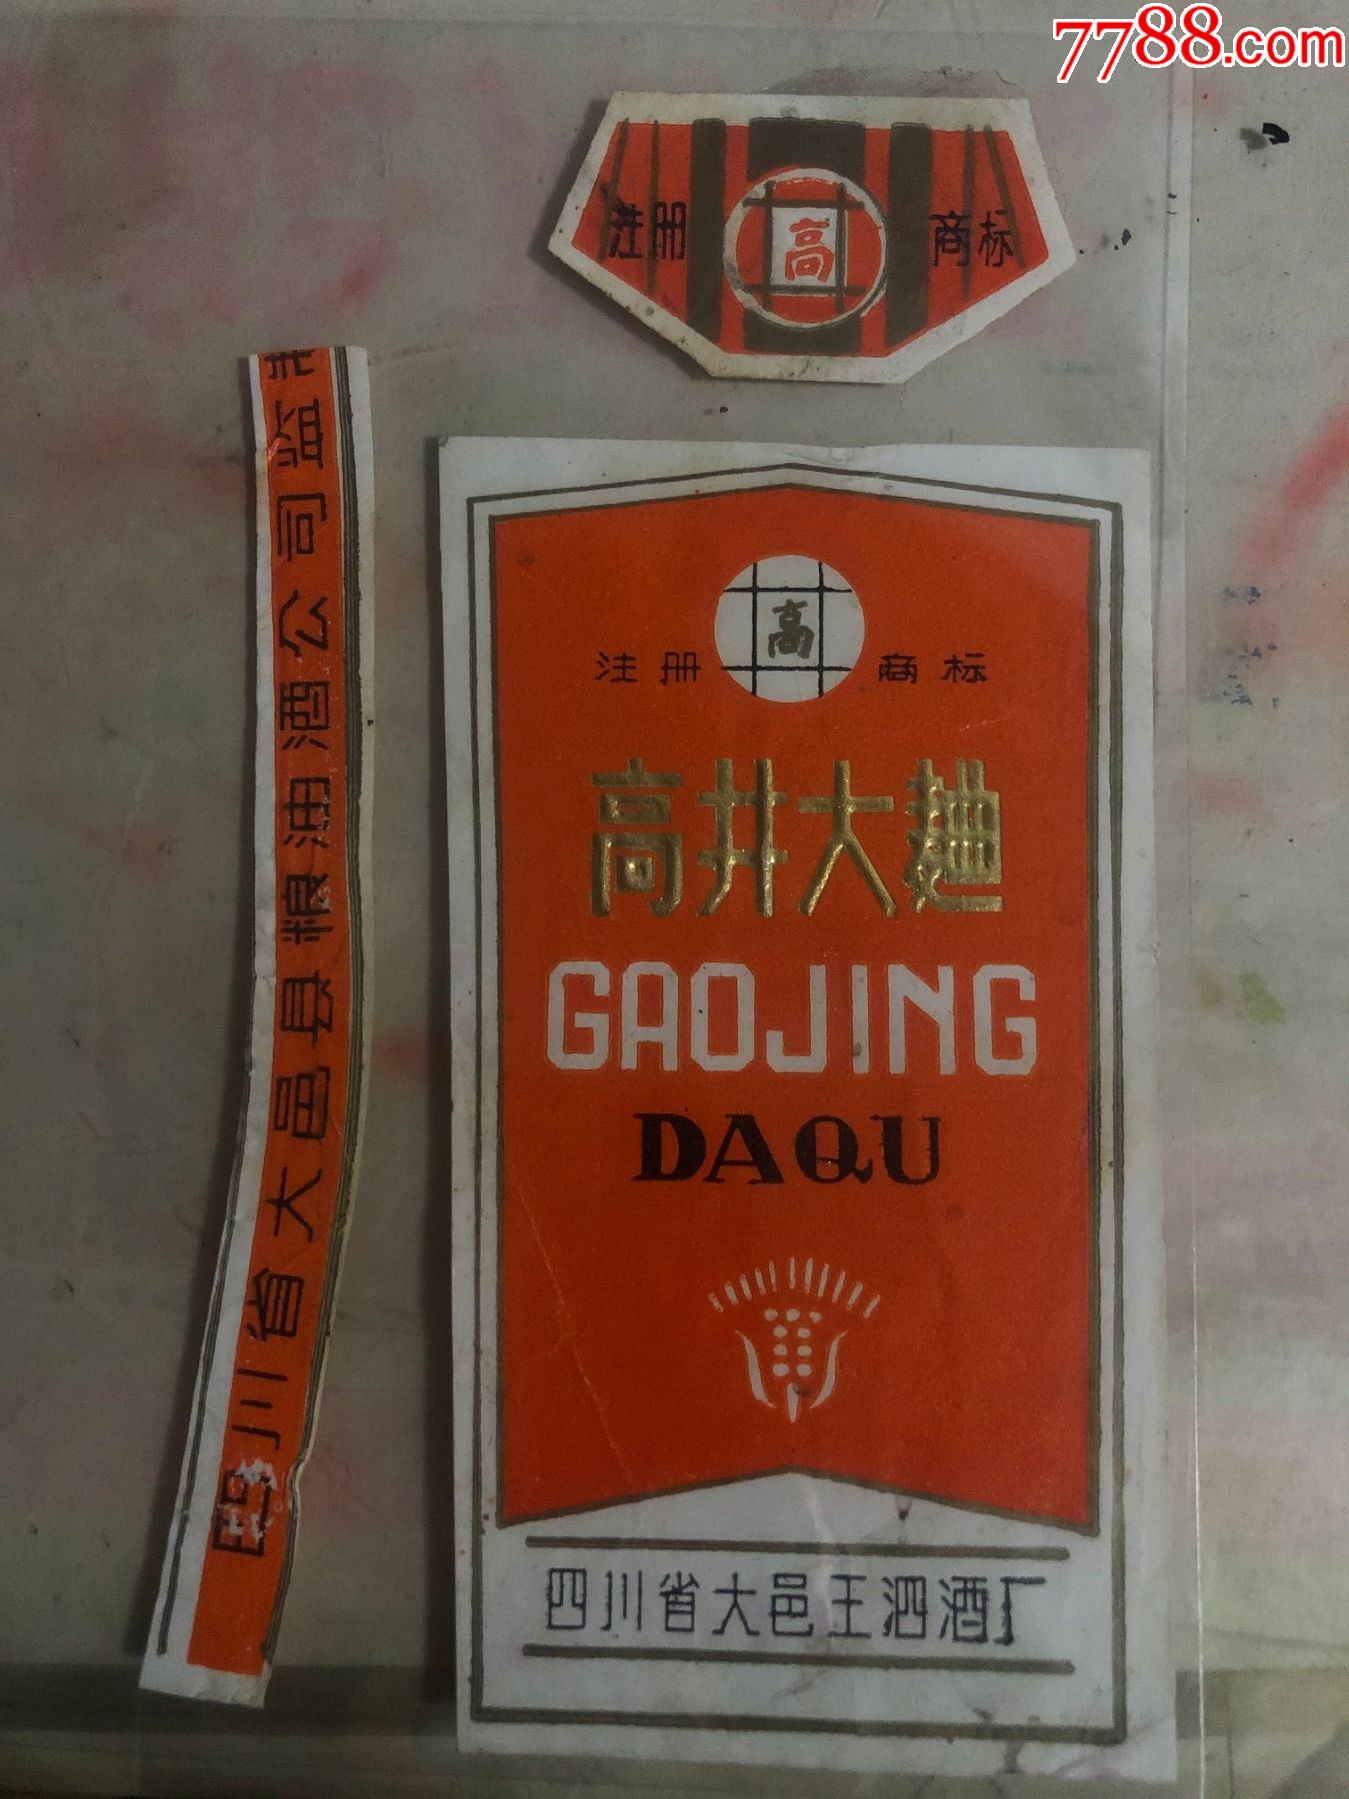 7788.com
注册 高 商标
高
注册 商标
高井大麯
GAOJING
DAQU
四川省大邑王泗酒厂
四川省大邑县粮油酒公司监